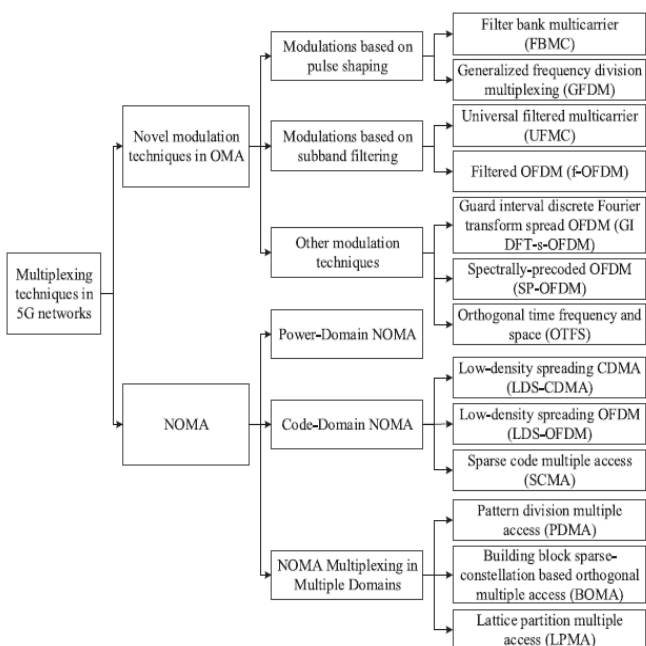 Multiplexing
techniques in
5G networks
Novel modulation
techniques in OMA
Modulations based on
pulse shaping
Filter bank multicarrier
(FBMC)
Generalized frequency division
multiplexing (GFDM)
Modulations based on
subband filtering
Universal filtered multicarrier
(UFMC)
Filtered OFDM (f-OFDM)
Other modulation
techniques
Guard interval discrete Fourier
transform spread OFDM (GI
DFT-s-OFDM)
Spectrally-precoded OFDM
(SP-OFDM)
Orthogonal time frequency and
space (OTFS)
NOMA
Power-Domain NOMA
Code-Domain NOMA
Low-density spreading CDMA
(LDS-CDMA)
Low-density spreading OFDM
(LDS-OFDM)
Sparse code multiple access
(SCMA)
NOMA Multiplexing in
Multiple Domains
Pattern division multiple
access (PDMA)
Building block sparse-
constellation based orthogonal
multiple access (BOMA)
Lattice partition multiple
access (LPMA)